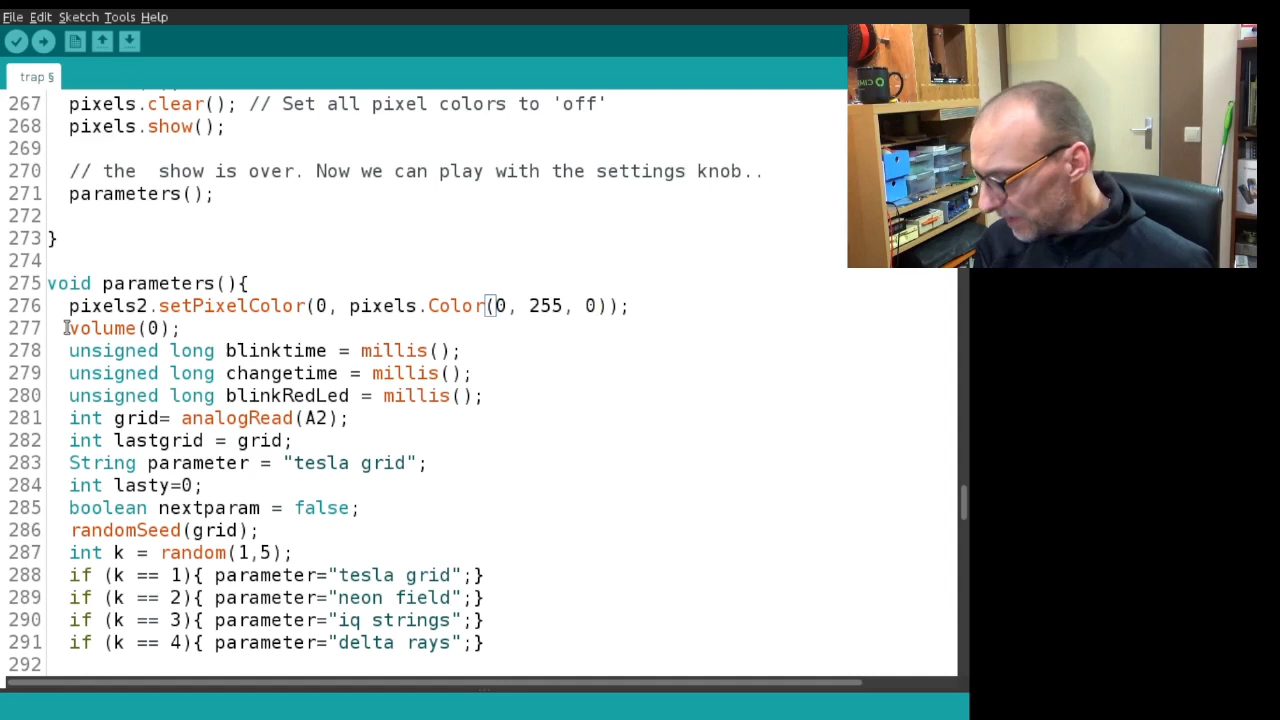 File Edit Sketch Tools Help
trap §
267 pixels.clear(); // Set all pixel colors to 'off'
268 pixels.show();
269
270 // the  show is over. Now we can play with the settings knob..
271 parameters();
272
273 }
274
275 void parameters(){
276 pixels2.setPixelColor(0, pixels.Color(0, 255, 0));
277 volume(0);
278 unsigned long blinktime = millis();
279 unsigned long changetime = millis();
280 unsigned long blinkRedLed = millis();
281 int grid= analogRead(A2);
282 int lastgrid = grid;
283 String parameter = "tesla grid";
284 int lasty=0;
285 boolean nextparam = false;
286 randomSeed(grid);
287 int k = random(1,5);
288 if (k == 1){ parameter="tesla grid";}
289 if (k == 2){ parameter="neon field";}
290 if (k == 3){ parameter="iq strings";}
291 if (k == 4){ parameter="delta rays";}
292